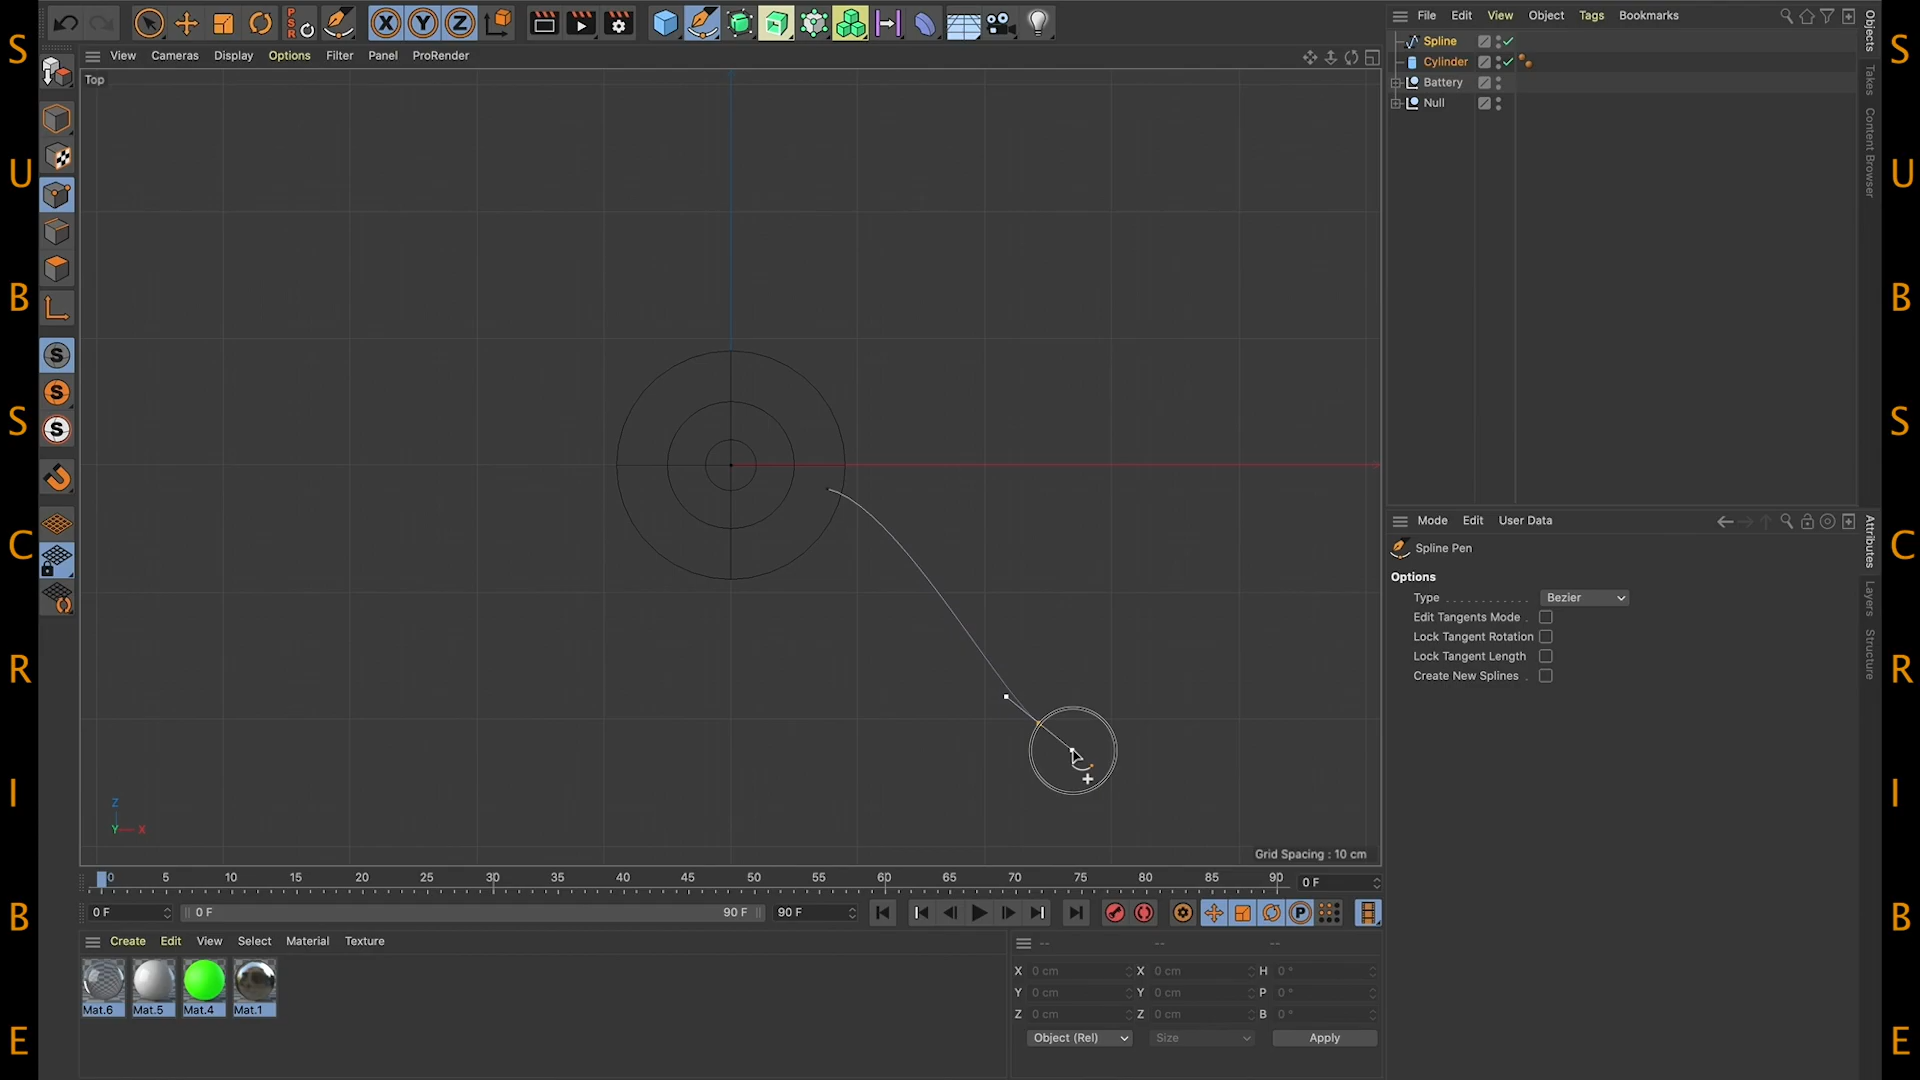 S
U
B
S
C
R
I
B
E
P
S
R
X Y Z
View Cameras Display Options Filter Panel ProRender
Top
S
S
S
Z
Y X
Grid Spacing : 10 cm
0 5 10 15 20 25 30 35 40 45 50 55 60 65 70 75 80 85 90
0 F
0 F 0 F 90 F 90 F
P
Create Edit View Select Material Texture
Mat.6 Mat.5 Mat.4 Mat.1
-- -- --
X 0 cm X 0 cm H 0 °
Y 0 cm Y 0 cm P 0 °
Z 0 cm Z 0 cm B 0 °
Object (Rel) Size Apply
File Edit View Object Tags Bookmarks
Spline
Cylinder
Battery
Null
Objects
Takes
Content Browser
Mode Edit User Data
Spline Pen
Options
Type Bezier
Edit Tangents Mode
Lock Tangent Rotation
Lock Tangent Length
Create New Splines
Attributes
Layers
Structure
S
U
B
S
C
R
I
B
E